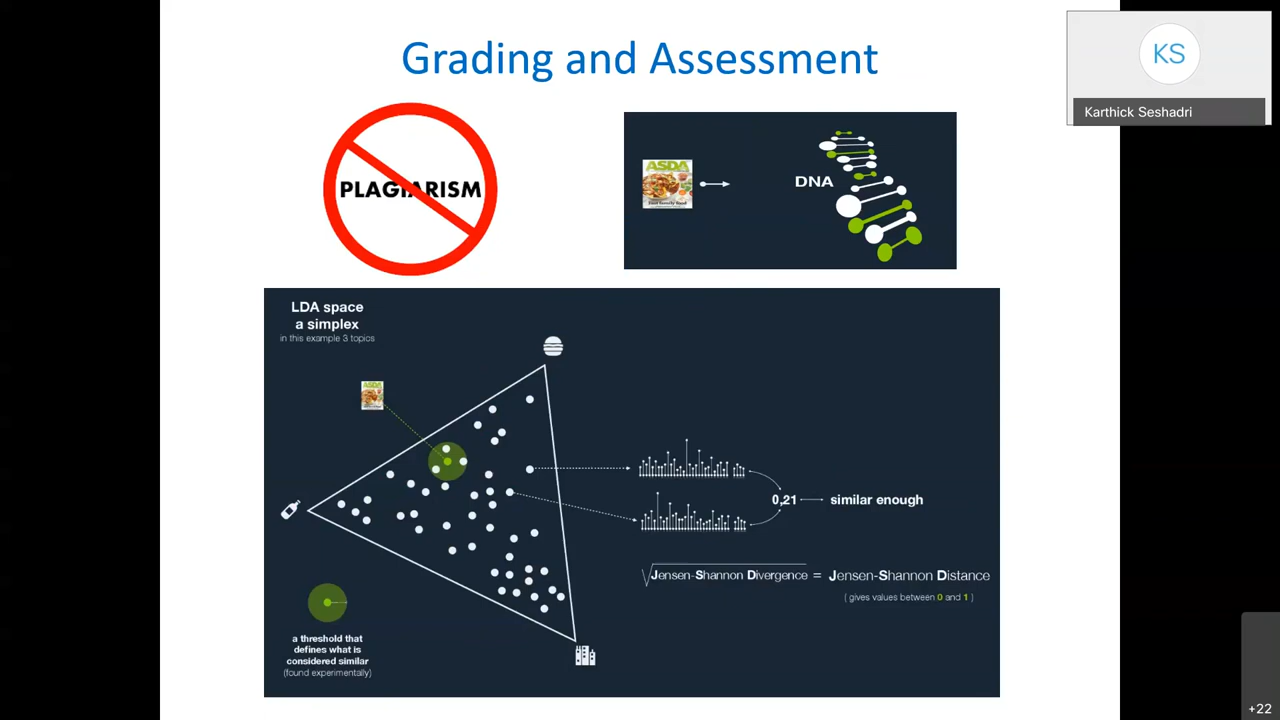 Grading and Assessment
KS
Karthick Seshadri
PLAGIARISM
ASDA
DNA
LDA space
a simplex
in this example 3 topics
ASDA
0,21
similar enough
√Jensen-Shannon Divergence = Jensen-Shannon Distance
( gives values between 0 and 1 )
a threshold that
defines what is
considered similar
(found experimentally)
+22